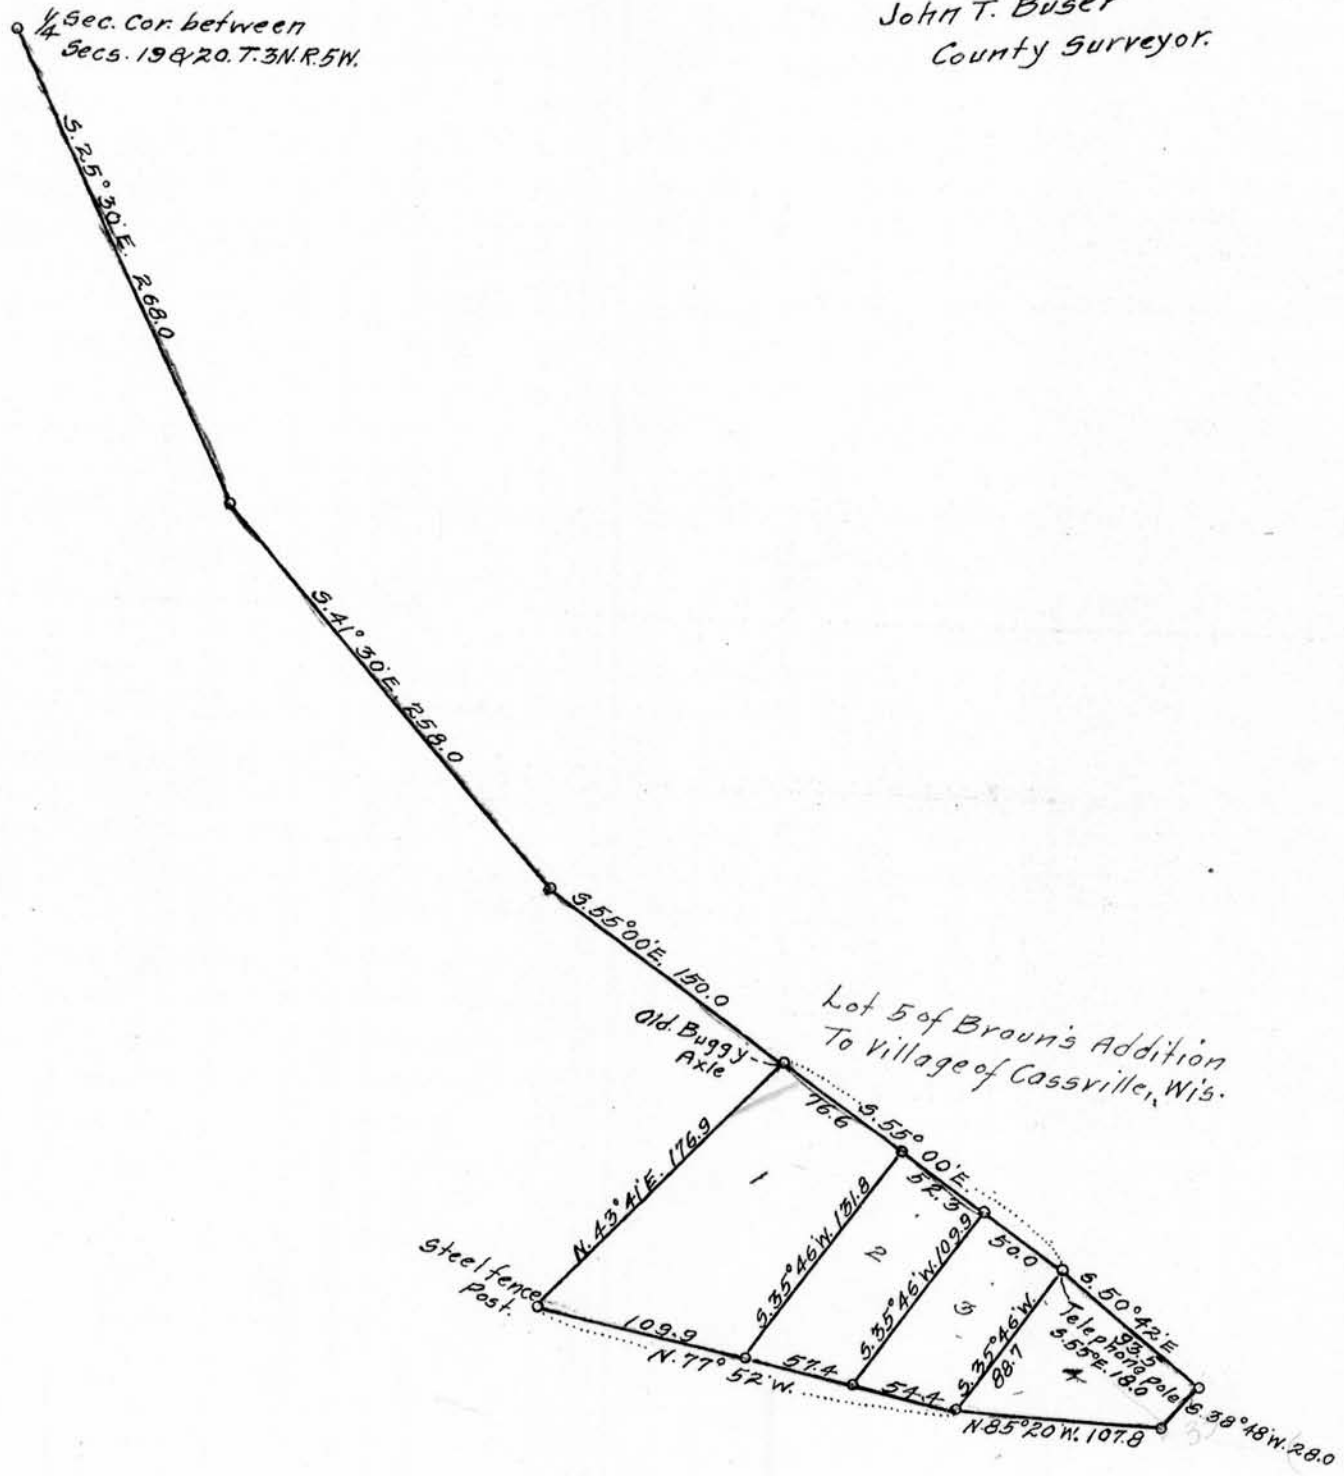 1/4 Sec. Cor. between
Secs. 19 & 20. T.3N.R.5W.
John T. Buser
County Surveyor.
S.25°30'E. 268.0
S.41°30'E. 258.0
S.55°00'E. 150.0
Old Buggy
Axle
Lot 5 of Braun's Addition
To Village of Cassville, Wis.
76.6
S.55°00'E.
52.3
50.0
N.43°41'E. 176.9
1
S.35°46'W. 131.8
2
S.35°46'W. 109.9
3
S.35°46'W.
88.7
S.50°42'E
93.5
Telephone Pole
S.55°E. 18.0
4
S.38°48'W. 28.0
Steel fence
Post.
109.9
N.77°52'W.
57.4
54.4
N.85°20'W. 107.8